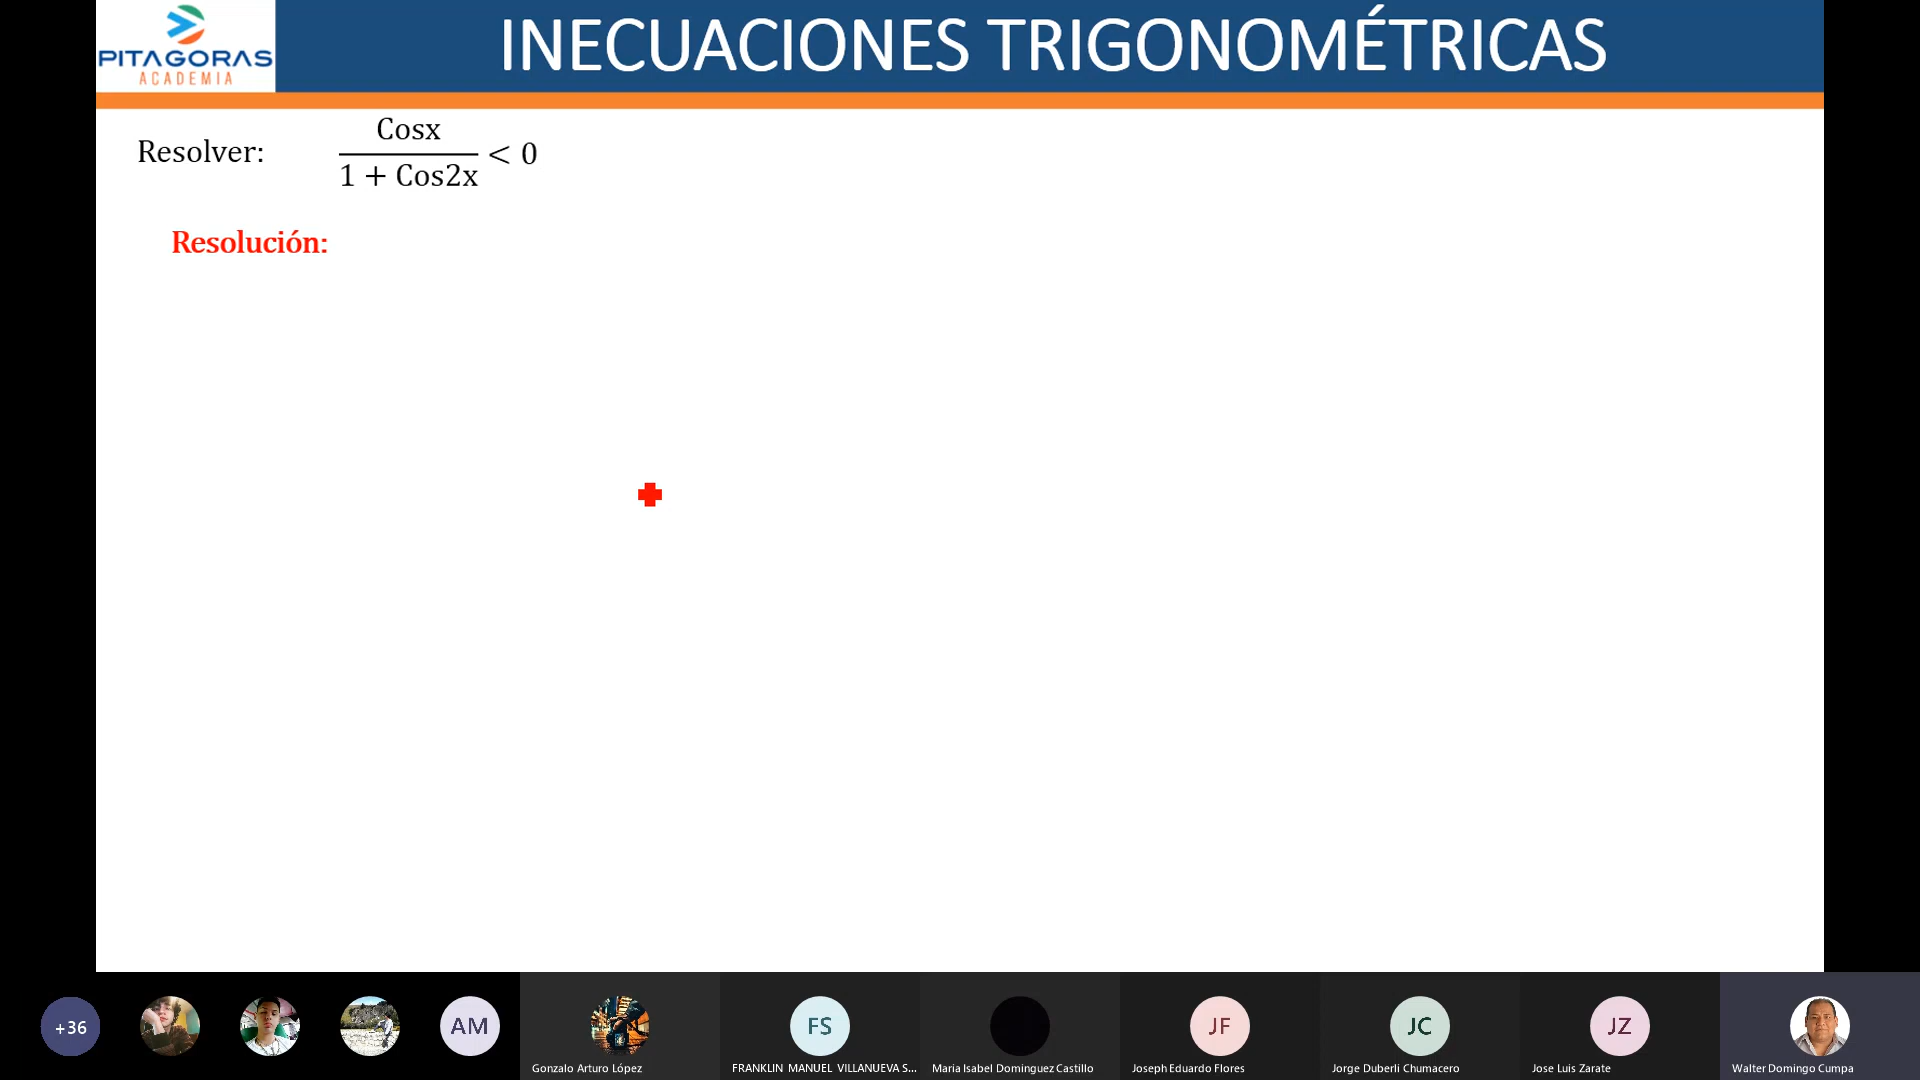 PITAGORAS
ACADEMIA
INECUACIONES TRIGONOMÉTRICAS
Resolver:
Cosx
1 + Cos2x
< 0
Resolución:
+36
AM
FS
JF
JC
JZ
Gonzalo Arturo López
FRANKLIN MANUEL VILLANUEVA S...
Maria Isabel Dominguez Castillo
Joseph Eduardo Flores
Jorge Duberli Chumacero
Jose Luis Zarate
Walter Domingo Cumpa